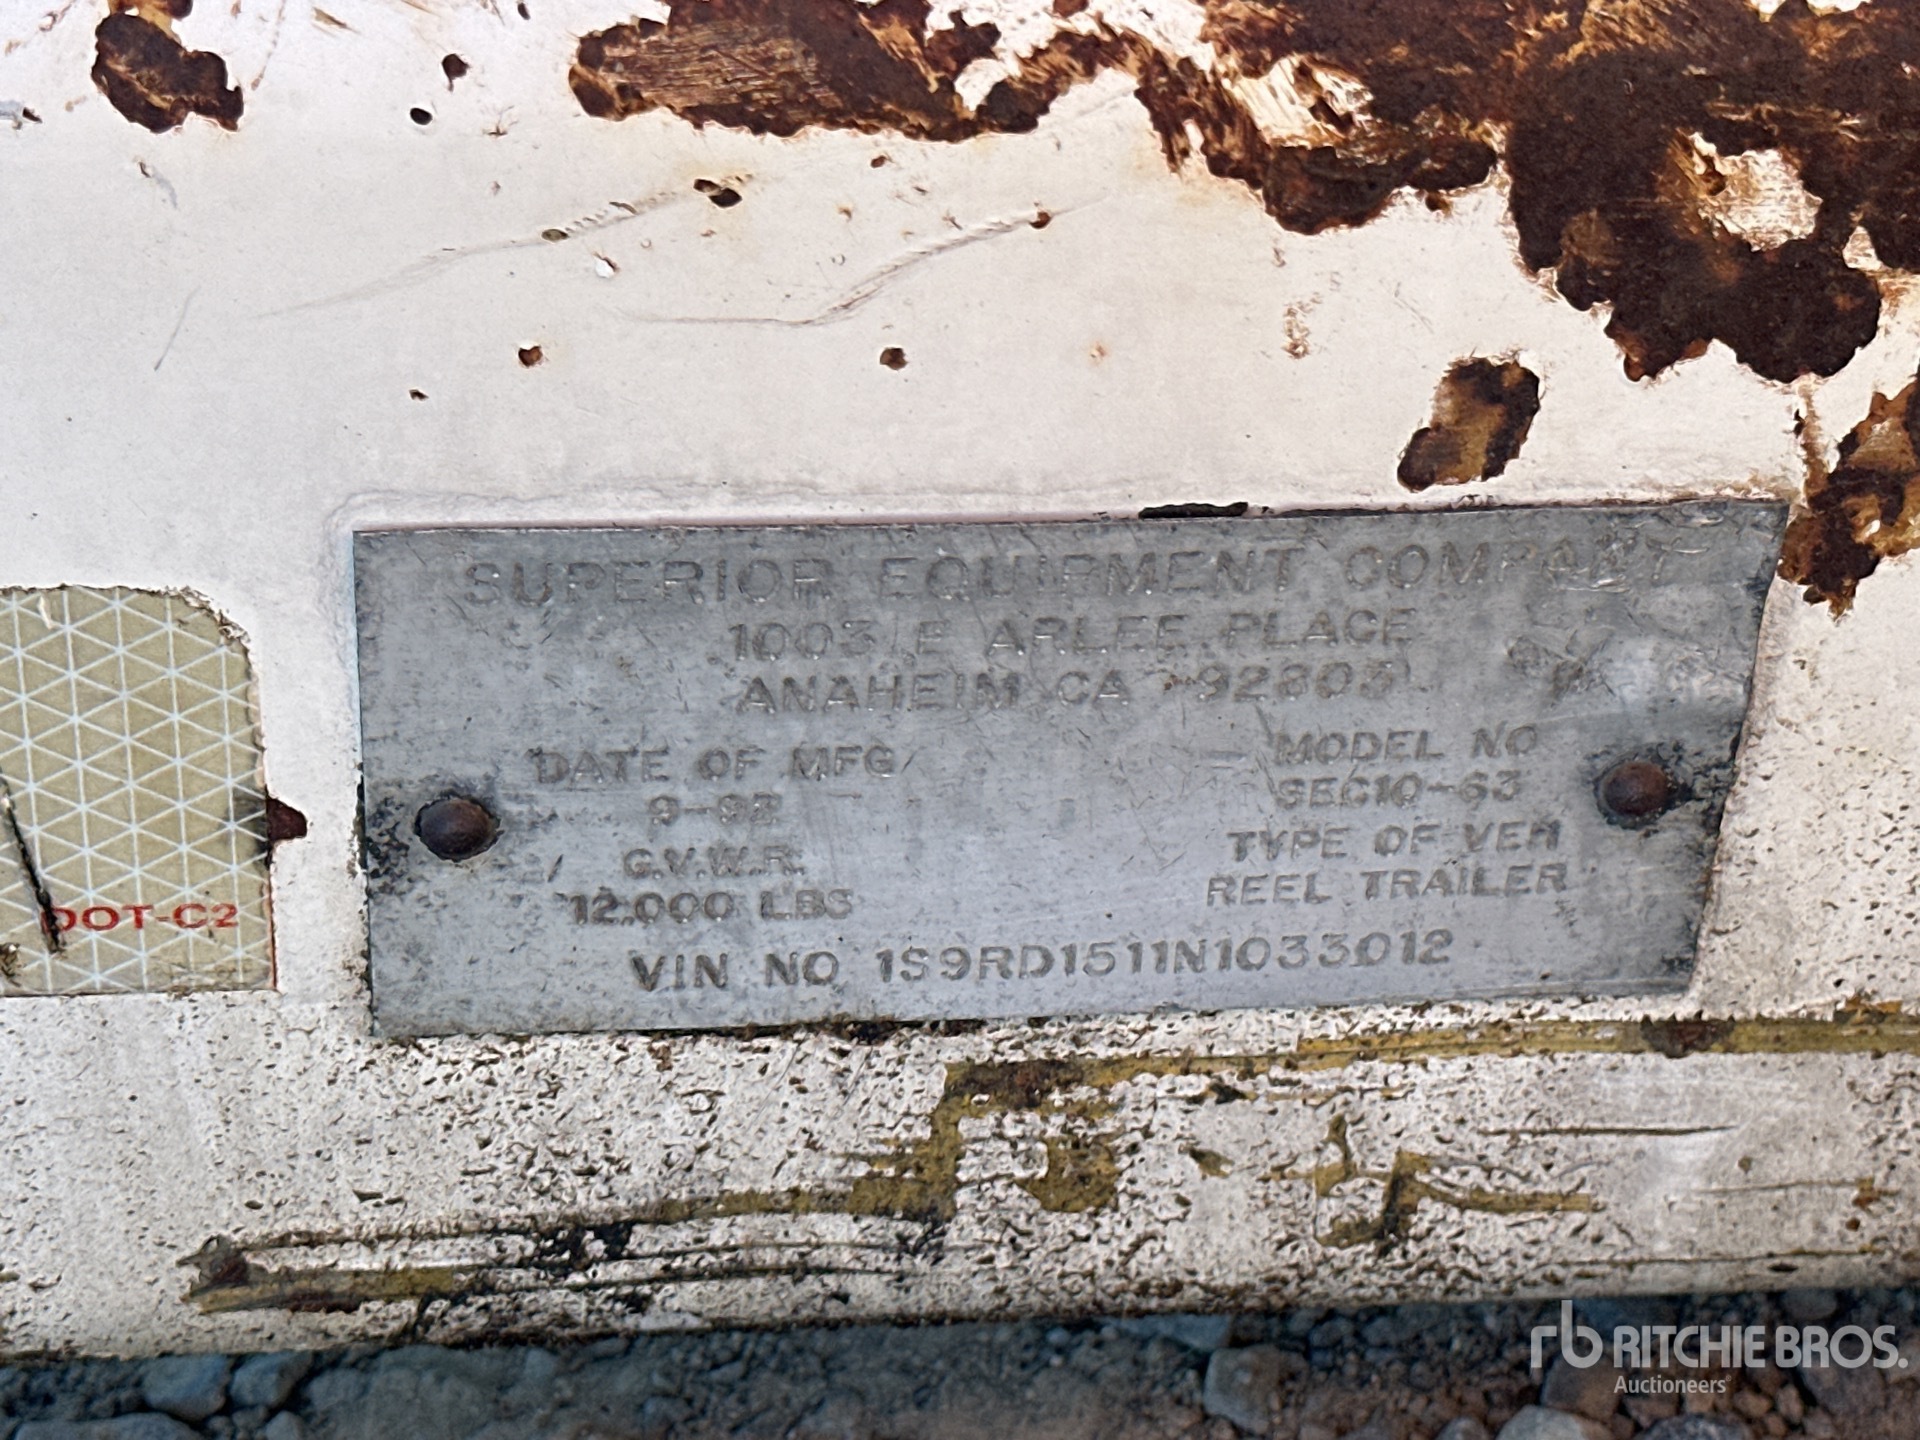 SUPERIOR EQUIPMENT COMPANY
1003 E ARLEE PLACE
ANAHEIM CA 92805
DATE OF MFG
9-92
G.V.W.R.
12,000 LBS
MODEL NO
SEC10-63
TYPE OF VEH
REEL TRAILER
VIN NO 1S9RD1511N1033012
DOT-C2
rb RITCHIE BROS.
Auctioneers